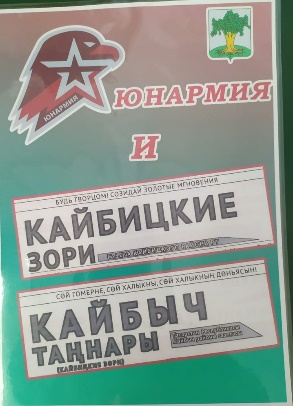 ЮНАРМИЯ
ЮНАРМИЯ
И
БУДЬ ТВОРЦОМ! СОЗИДАЙ ЗОЛОТЫЕ МГНОВЕНИЯ
КАЙБИЦКИЕ
ЗОРИ
СӨЙ ГОМЕРНЕ, СӨЙ ХАЛЫКНЫ, СӨЙ ХАЛЫКНЫҢ ДӨНЬЯСЫН!
КАЙБЫЧ
ТАҢНАРЫ
(КАЙБИЦКИЕ ЗОРИ)